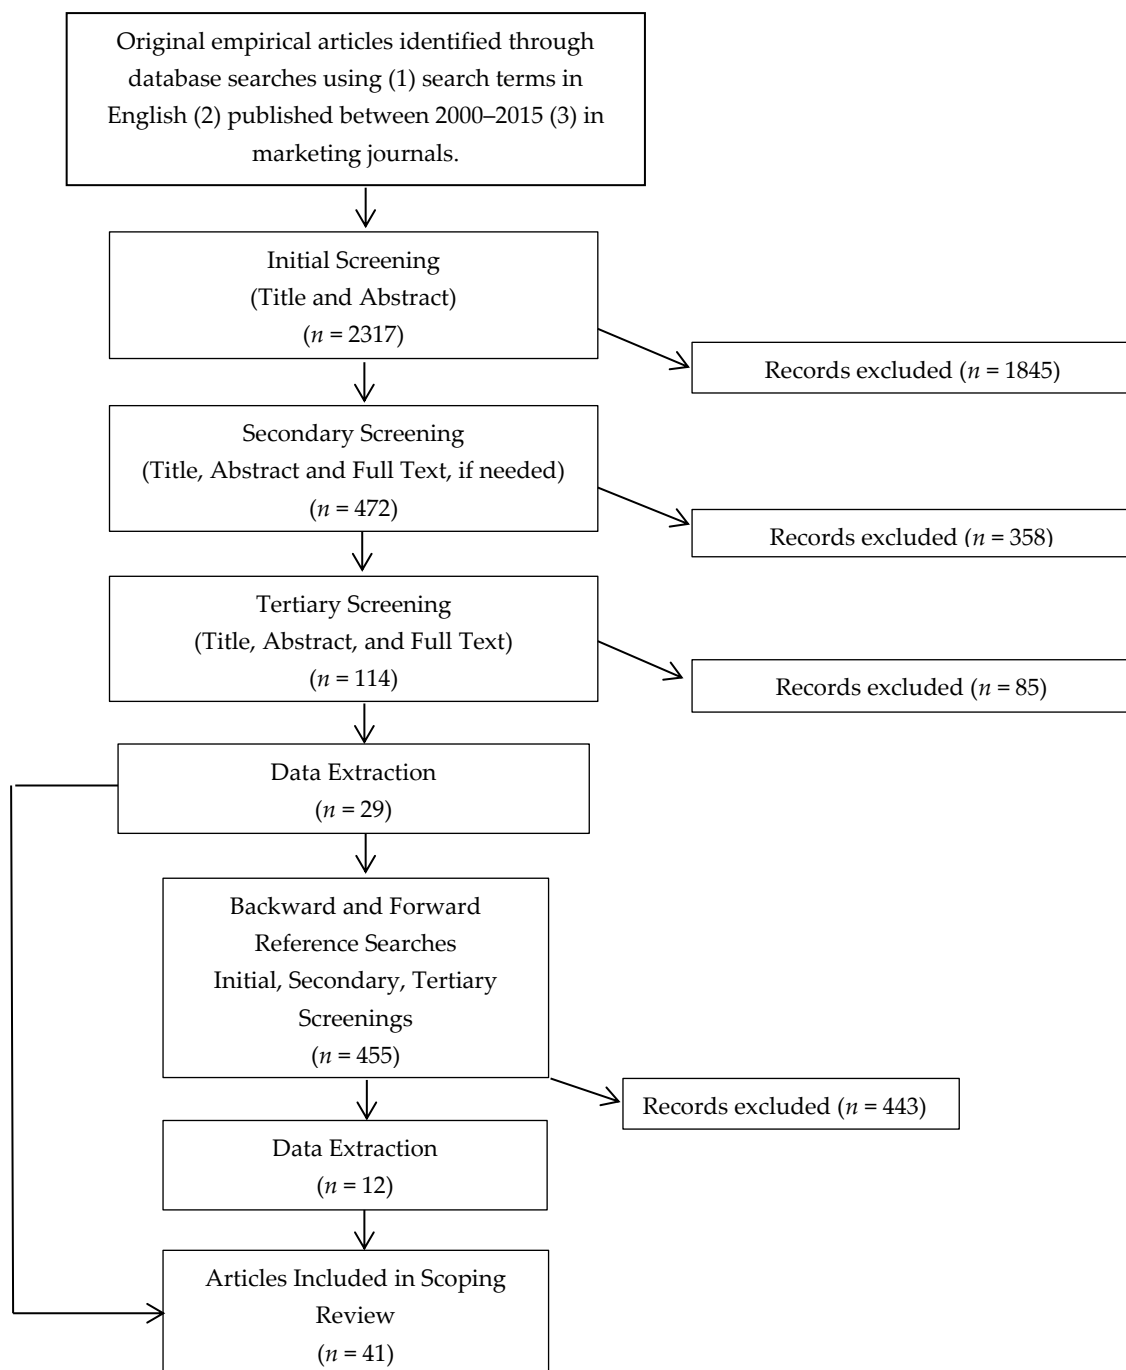 Original empirical articles identified through
database searches using (1) search terms in
English (2) published between 2000–2015 (3) in
marketing journals.
Initial Screening
(Title and Abstract)
(n = 2317)
Records excluded (n = 1845)
Secondary Screening
(Title, Abstract and Full Text, if needed)
(n = 472)
Records excluded (n = 358)
Tertiary Screening
(Title, Abstract, and Full Text)
(n = 114)
Records excluded (n = 85)
Data Extraction
(n = 29)
Backward and Forward
Reference Searches
Initial, Secondary, Tertiary
Screenings
(n = 455)
Records excluded (n = 443)
Data Extraction
(n = 12)
Articles Included in Scoping
Review
(n = 41)